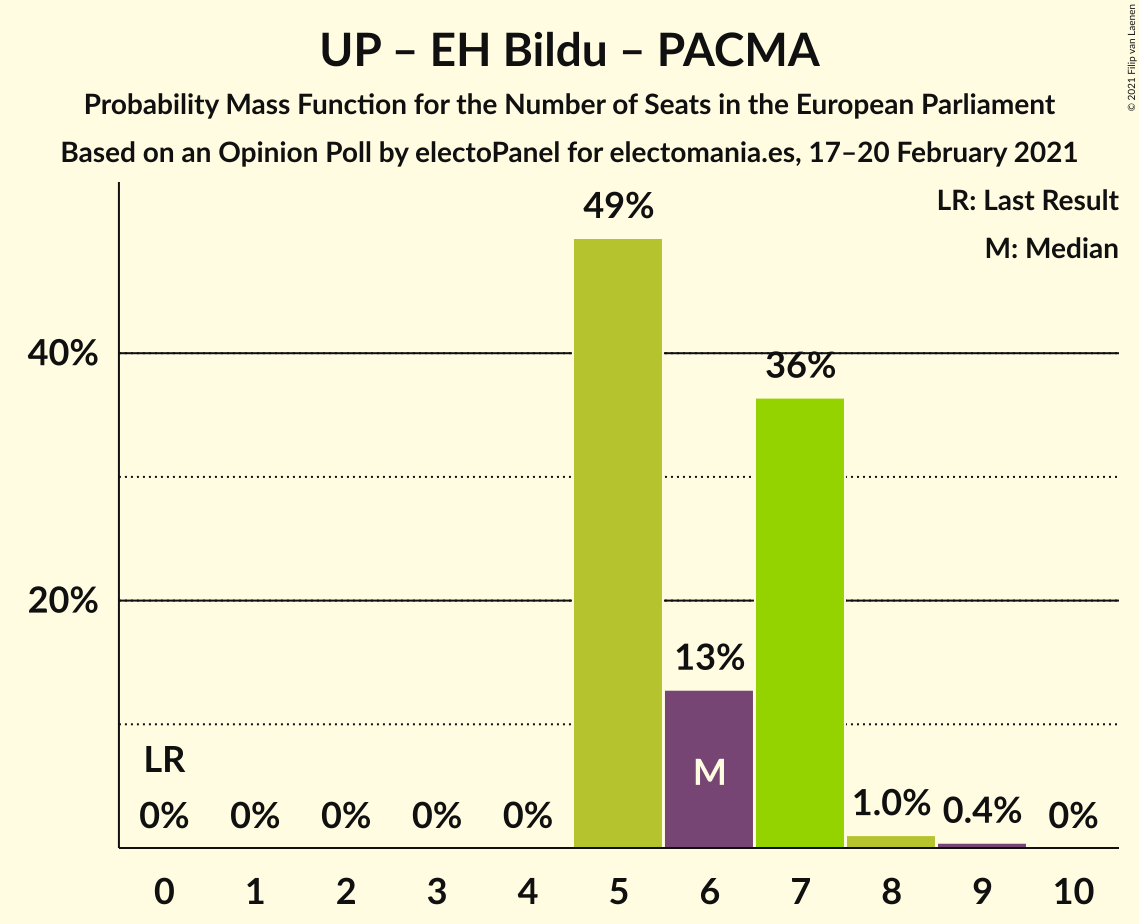 UP – EH Bildu – PACMA
Probability Mass Function for the Number of Seats in the European Parliament
Based on an Opinion Poll by electoPanel for electomania.es, 17–20 February 2021
© 2021 Filip van Laenen
LR: Last Result
M: Median
49%
40%
36%
20%
13%
LR
M
0% 0% 0% 0% 0% 1.0% 0.4% 0%
0 1 2 3 4 5 6 7 8 9 10